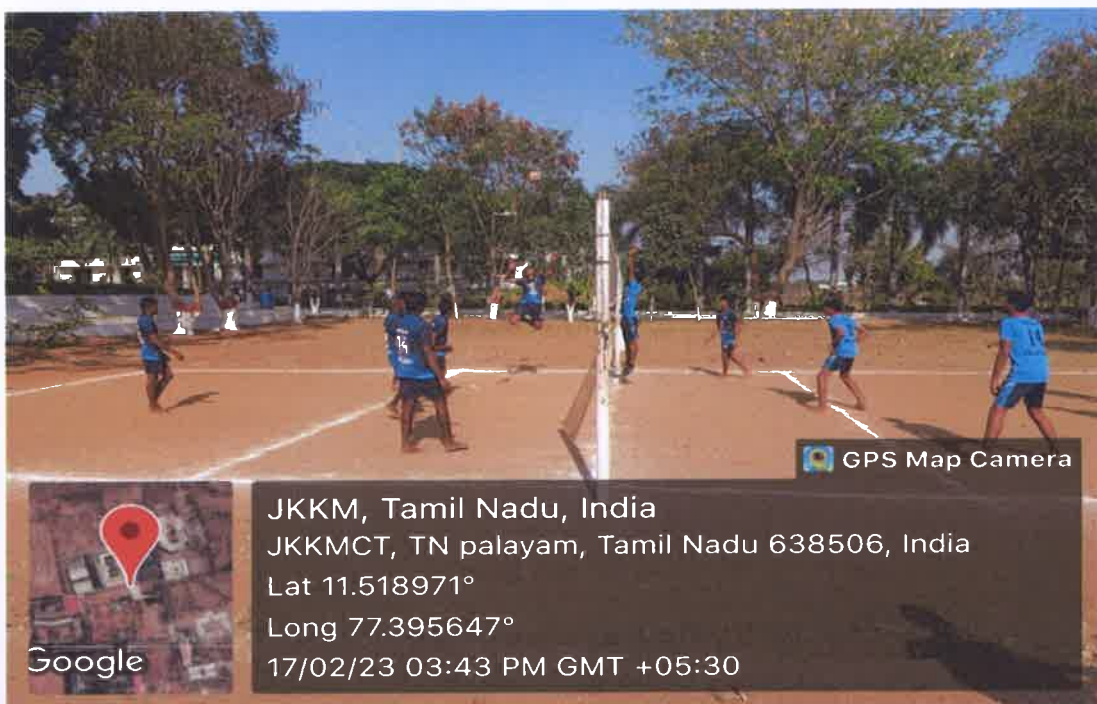 14
14
GPS Map Camera
JKKM, Tamil Nadu, India
JKKMCT, TN palayam, Tamil Nadu 638506, India
Lat 11.518971°
Long 77.395647°
17/02/23 03:43 PM GMT +05:30
Google